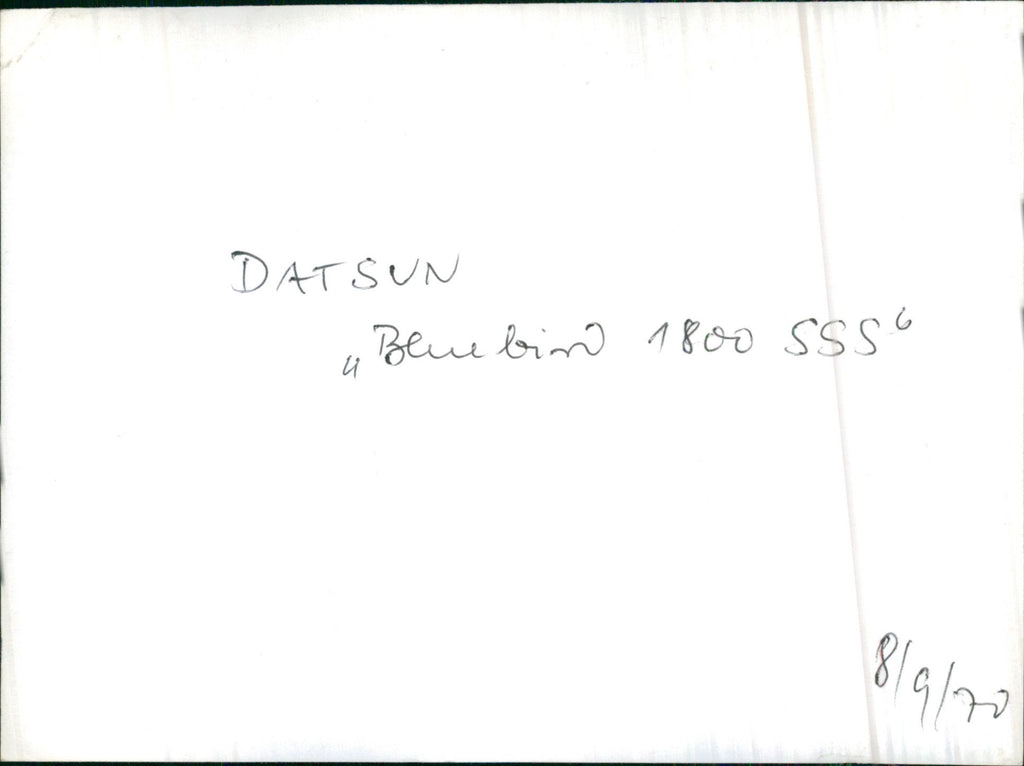 DATSUN
„Bluebird 1800 SSS“
8/9/70